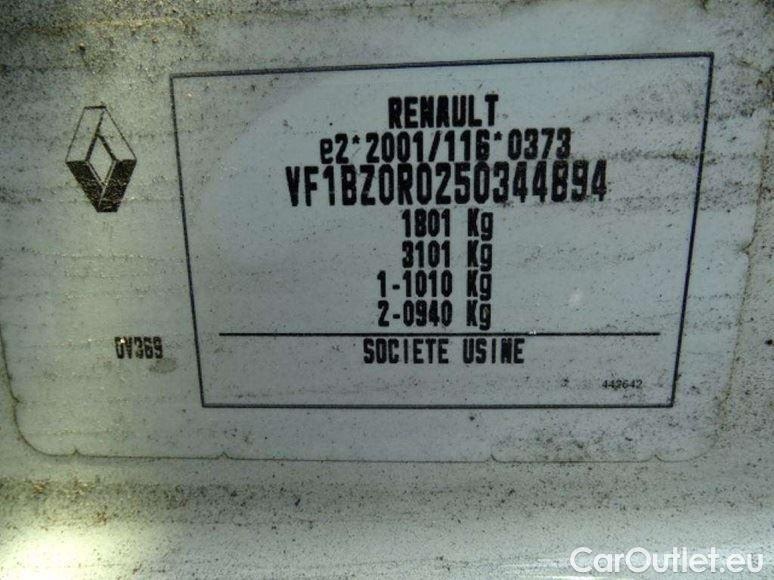 RENAULT
e2*2001/116*0373
VF1BZ0R0250344894
1801 Kg
3101 Kg
1-1010 Kg
2-0940 Kg
0V369
SOCIETE USINE
442642
CarOutlet.eu